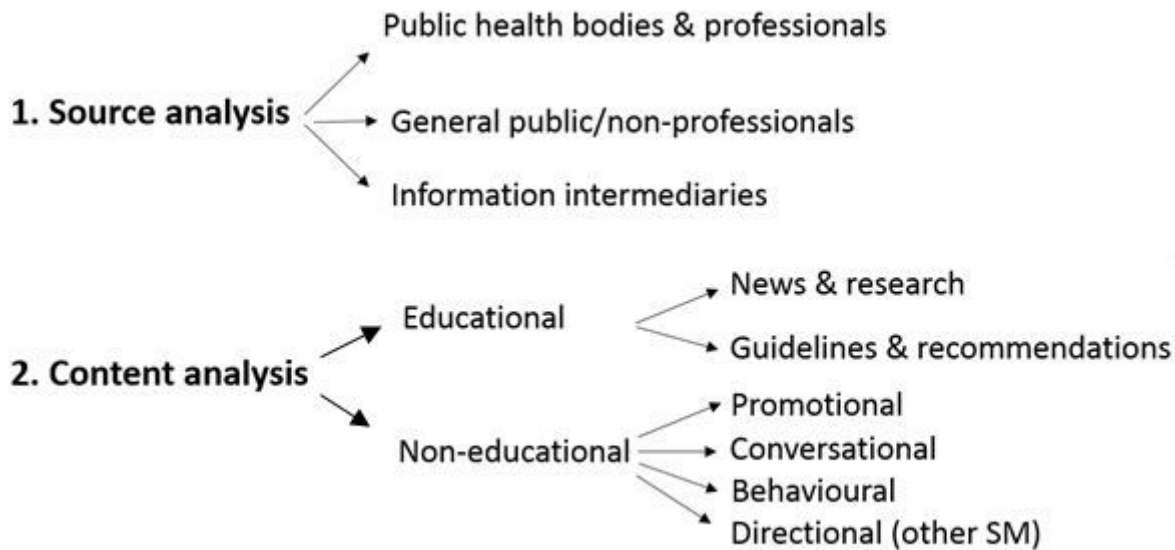 Public health bodies & professionals
1. Source analysis
General public/non-professionals
Information intermediaries
2. Content analysis
Educational
News & research
Guidelines & recommendations
Non-educational
Promotional
Conversational
Behavioural
Directional (other SM)